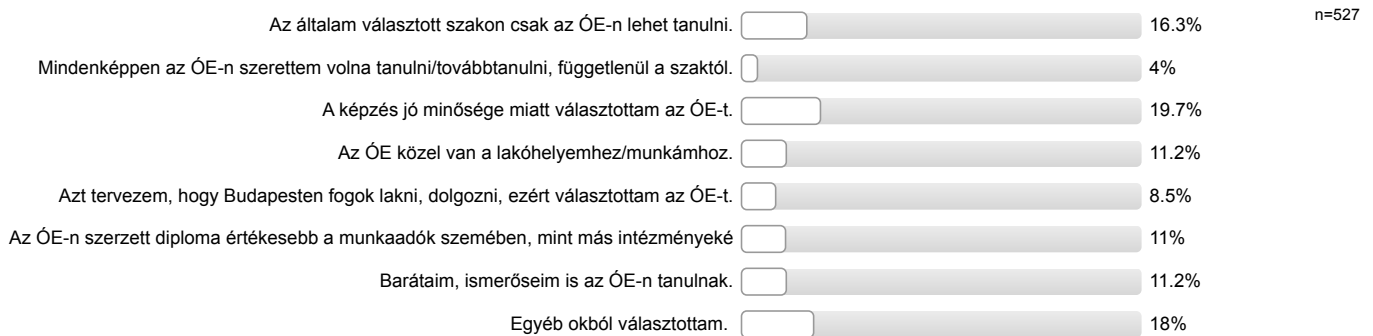 n=527
Az általam választott szakon csak az ÓE-n lehet tanulni. 16.3%
Mindenképpen az ÓE-n szerettem volna tanulni/továbbtanulni, függetlenül a szaktól. 4%
A képzés jó minősége miatt választottam az ÓE-t. 19.7%
Az ÓE közel van a lakóhelyemhez/munkámhoz. 11.2%
Azt tervezem, hogy Budapesten fogok lakni, dolgozni, ezért választottam az ÓE-t. 8.5%
Az ÓE-n szerzett diploma értékesebb a munkaadók szemében, mint más intézményeké 11%
Barátaim, ismerőseim is az ÓE-n tanulnak. 11.2%
Egyéb okból választottam. 18%